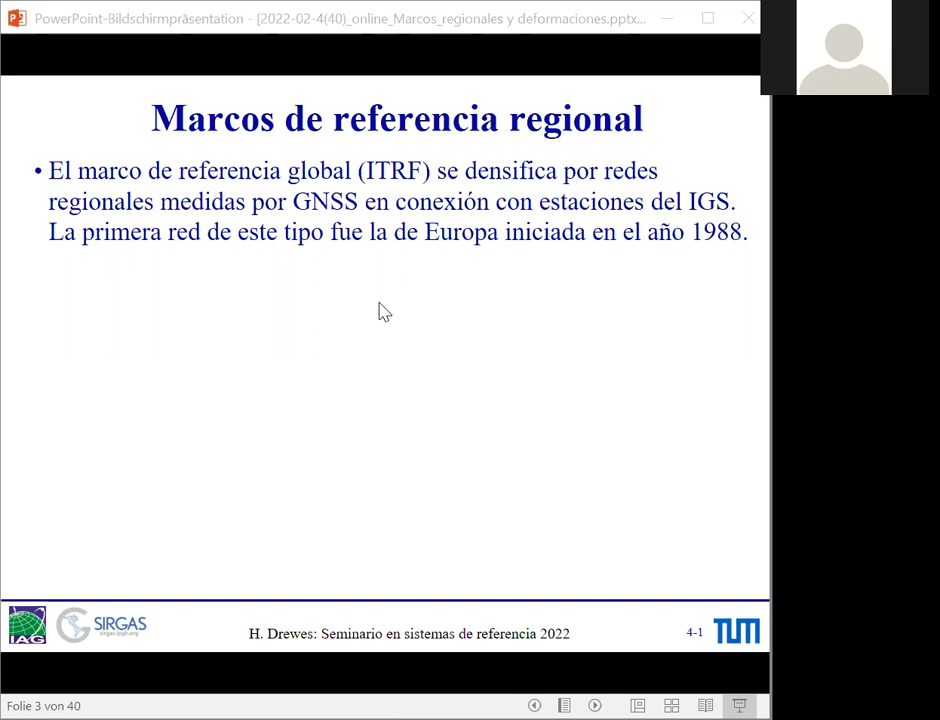 PowerPoint-Bildschirmpräsentation - [2022-02-4(40)_online_Marcos_regionales y deformaciones.pptx...
Marcos de referencia regional
• El marco de referencia global (ITRF) se densifica por redes
regionales medidas por GNSS en conexión con estaciones del IGS.
La primera red de este tipo fue la de Europa iniciada en el año 1988.
IAG
SIRGAS
sirgas.ipgh.org
H. Drewes: Seminario en sistemas de referencia 2022
4-1
TUM
Folie 3 von 40